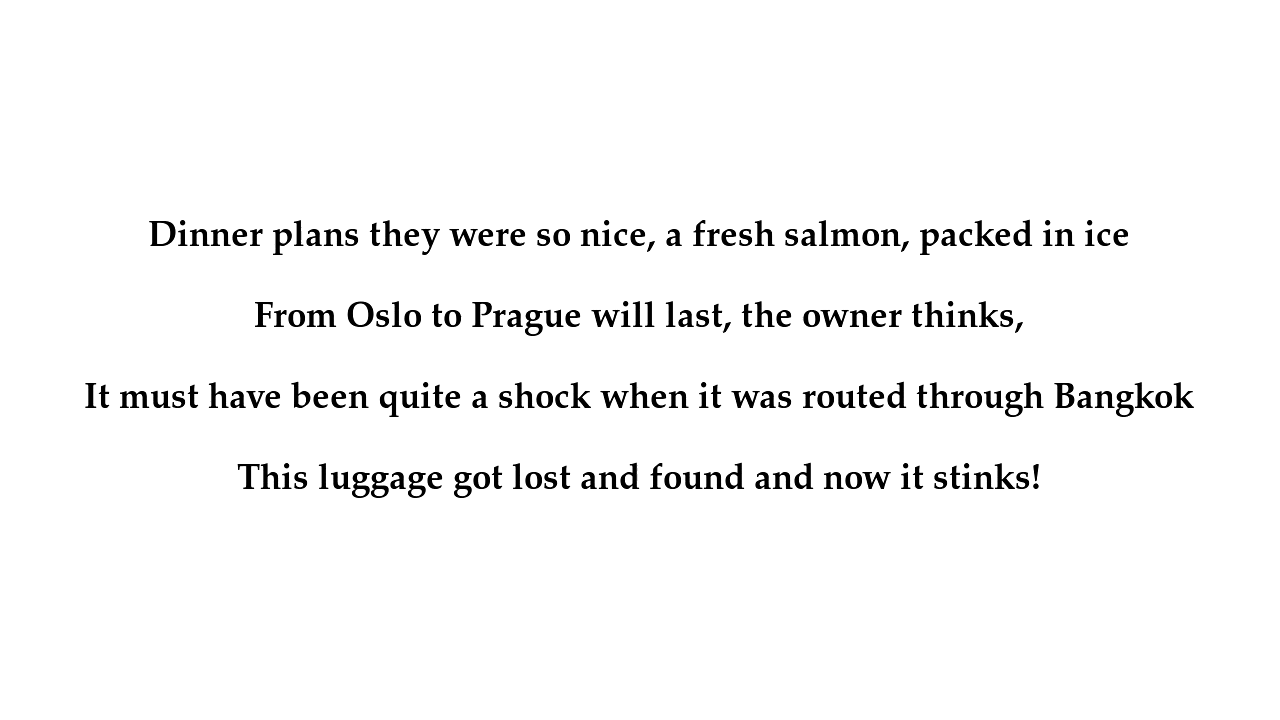 Dinner plans they were so nice, a fresh salmon, packed in ice
From Oslo to Prague will last, the owner thinks,
It must have been quite a shock when it was routed through Bangkok
This luggage got lost and found and now it stinks!